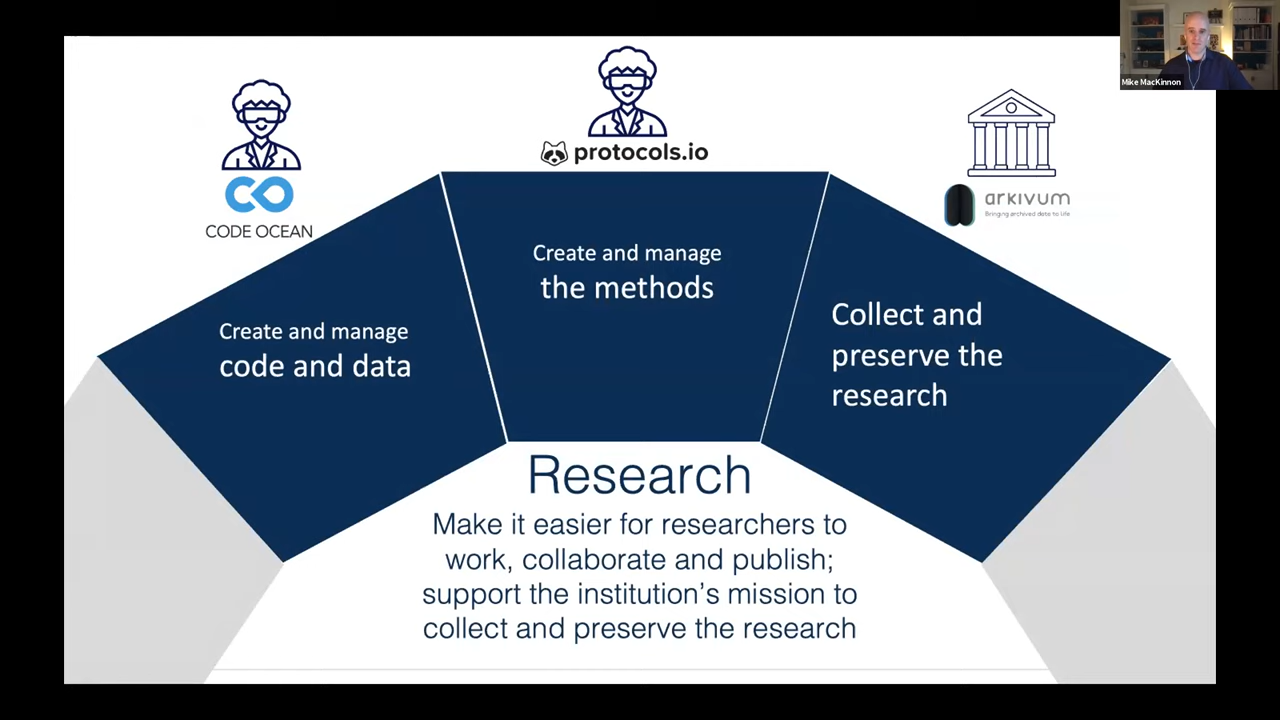 Mike MacKinnon
protocols.io
CODE OCEAN
arkivum
Bringing archived data to life
Create and manage
code and data
Create and manage
the methods
Collect and
preserve the
research
Research
Make it easier for researchers to
work, collaborate and publish;
support the institution’s mission to
collect and preserve the research